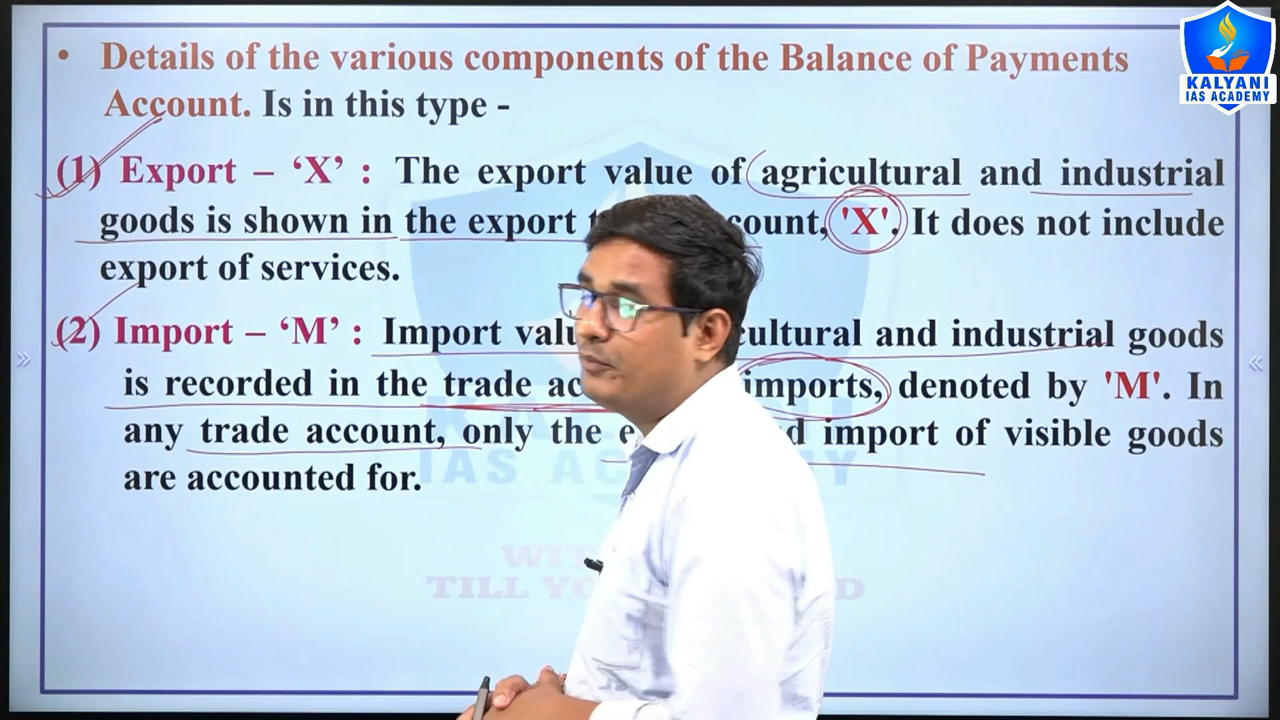 KALYANI
IAS ACADEMY
• Details of the various components of the Balance of Payments
Account. Is in this type -
(1) Export – ‘X’ : The export value of agricultural and industrial
goods is shown in the export count, 'X'. It does not include
export of services.
(2) Import – ‘M’ : Import cultural and industrial goods
is recorded in the trade imports, denoted by 'M'. In
any trade account, only the import of visible goods
are accounted for.
IAS
TILL